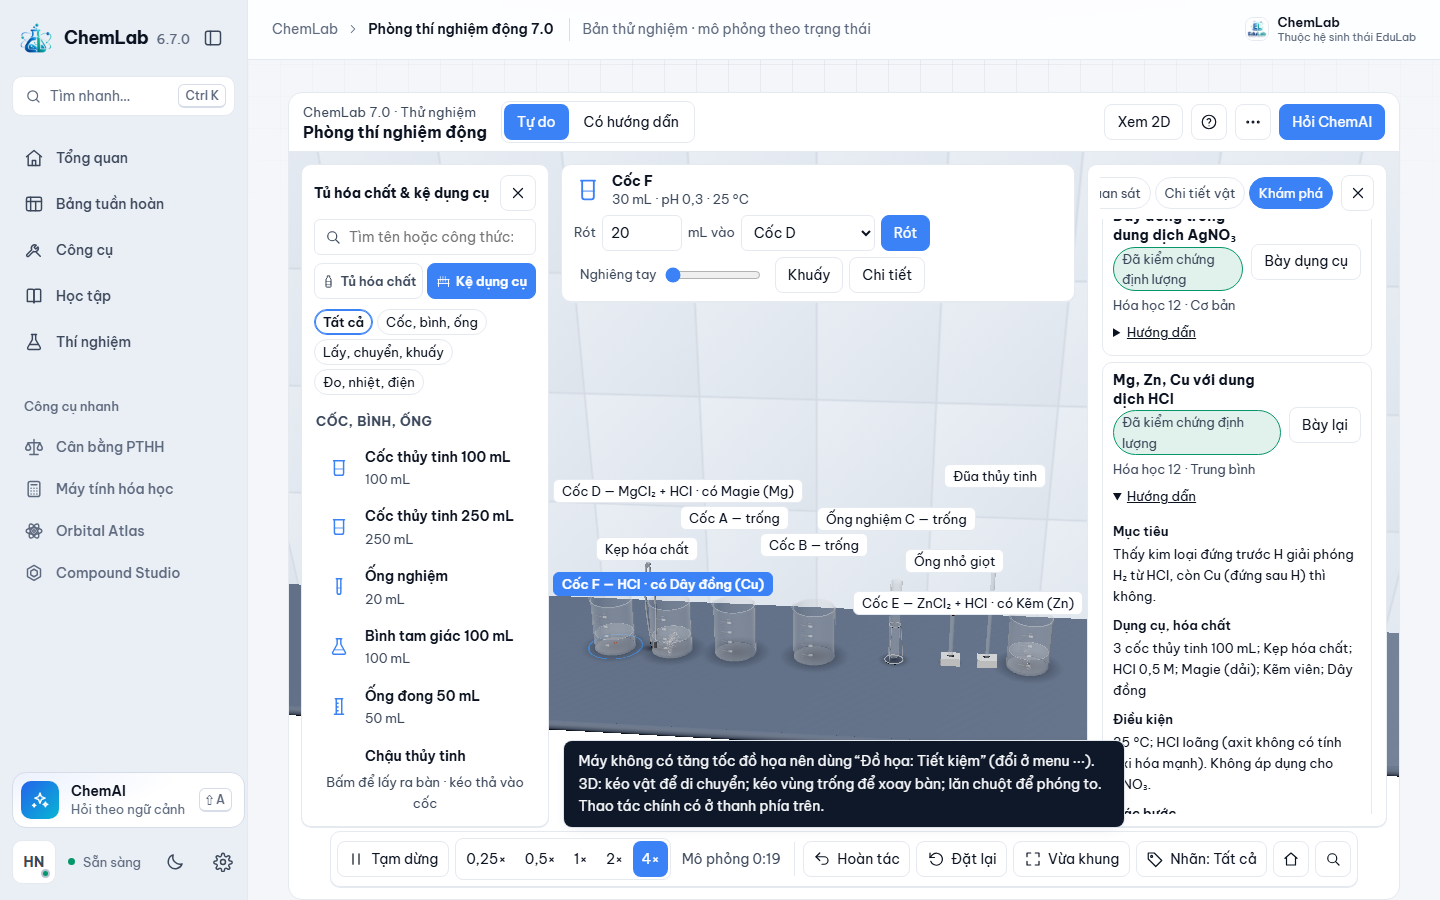 ChemLab 6.7.0
Tìm nhanh... Ctrl K
Tổng quan
Bảng tuần hoàn
Công cụ
Học tập
Thí nghiệm
Công cụ nhanh
Cân bằng PTHH
Máy tính hóa học
Orbital Atlas
Compound Studio
ChemAI
Hỏi theo ngữ cảnh
⇧ A
HN
Sẵn sàng
ChemLab > Phòng thí nghiệm động 7.0
Bản thử nghiệm · mô phỏng theo trạng thái
ChemLab
Thuộc hệ sinh thái EduLab
ChemLab 7.0 · Thử nghiệm
Phòng thí nghiệm động
Tự do
Có hướng dẫn
Xem 2D
Hỏi ChemAI
Tủ hóa chất & kệ dụng cụ
Tìm tên hoặc công thức:
Tủ hóa chất
Kệ dụng cụ
Tất cả
Cốc, bình, ống
Lấy, chuyển, khuấy
Đo, nhiệt, điện
CỐC, BÌNH, ỐNG
Cốc thủy tinh 100 mL
100 mL
Cốc thủy tinh 250 mL
250 mL
Ống nghiệm
20 mL
Bình tam giác 100 mL
100 mL
Ống đong 50 mL
50 mL
Chậu thủy tinh
Bấm để lấy ra bàn · kéo thả vào
cốc
Cốc F
30 mL · pH 0,3 · 25 °C
Rót 20 mL vào Cốc D Rót
Nghiêng tay Khuấy Chi tiết
Đũa thủy tinh
Cốc D — MgCl₂ + HCl · có Magie (Mg)
Cốc A — trống
Ống nghiệm C — trống
Cốc B — trống
Kẹp hóa chất
Ống nhỏ giọt
Cốc F — HCl · có Dây đồng (Cu)
Cốc E — ZnCl₂ + HCl · có Kẽm (Zn)
Máy không có tăng tốc đồ họa nên dùng “Đồ họa: Tiết kiệm” (đổi ở menu ···).
3D: kéo vật để di chuyển; kéo vùng trống để xoay bàn; lăn chuột để phóng to.
Thao tác chính có ở thanh phía trên.
sát
Chi tiết vật
Khám phá
dung dịch AgNO₃
Đã kiểm chứng
định lượng
Bày dụng cụ
Hóa học 12 · Cơ bản
Hướng dẫn
Mg, Zn, Cu với dung
dịch HCl
Đã kiểm chứng định
lượng
Bày lại
Hóa học 12 · Trung bình
Hướng dẫn
Mục tiêu
Thấy kim loại đứng trước H giải phóng
H₂ từ HCl, còn Cu (đứng sau H) thì
không.
Dụng cụ, hóa chất
3 cốc thủy tinh 100 mL; Kẹp hóa chất;
HCl 0,5 M; Magie (dải); Kẽm viên; Dây
đồng
Điều kiện
°C; HCl loãng (axit không có tính
hóa mạnh). Không áp dụng cho
Tạm dừng
0,25×
0,5×
1×
2×
4×
Mô phỏng 0:19
Hoàn tác
Đặt lại
Vừa khung
Nhãn: Tất cả